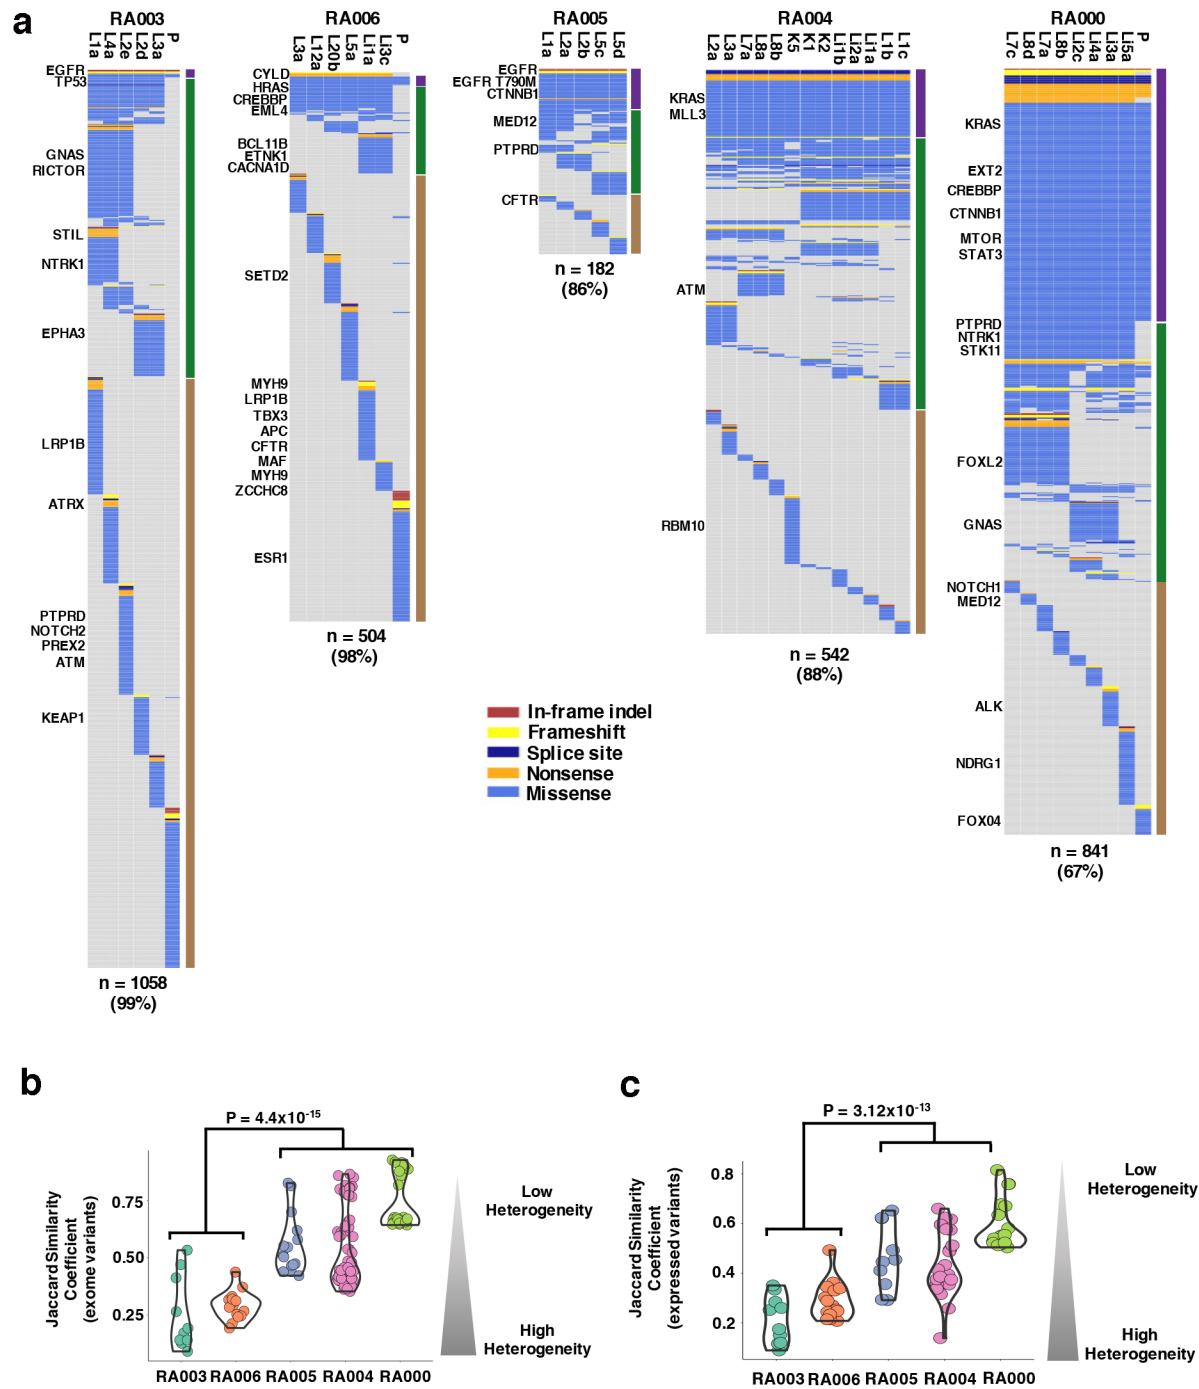 a
RA003
L1a L4a L2e L2d L3a P
EGFR
TP53
GNAS
RICTOR
STIL
NTRK1
EPHA3
LRP1B
ATRX
PTPRD
NOTCH2
PREX2
ATM
KEAP1
n = 1058
(99%)
RA006
L3a L12a L20b L5a Li1a Li3c P
CYLD
HRAS
CREBBP
EML4
BCL11B
ETNK1
CACNA1D
SETD2
MYH9
LRP1B
TBX3
APC
CFTR
MAF
MYH9
ZCCHC8
ESR1
n = 504
(98%)
RA005
L1a L2a L2b L5c L5d
EGFR
EGFR T790M
CTNNB1
MED12
PTPRD
CFTR
n = 182
(86%)
RA004
L2a L3a L7a L8a L8b K5 K1 K2 Li1b Li2a Li1a L1b L1c
KRAS
MLL3
ATM
RBM10
n = 542
(88%)
RA000
L7c L8d L7a L8b Li2c Li4a Li3a Li5a P
KRAS
EXT2
CREBBP
CTNNB1
MTOR
STAT3
PTPRD
NTRK1
STK11
FOXL2
GNAS
NOTCH1
MED12
ALK
NDRG1
FOX04
n = 841
(67%)
In-frame indel
Frameshift
Splice site
Nonsense
Missense
b
P = 4.4x10-15
Jaccard Similarity
Coefficient
(exome variants)
0.75
0.50
0.25
RA003 RA006 RA005 RA004 RA000
Low
Heterogeneity
High
Heterogeneity
c
P = 3.12x10-13
Jaccard Similarity
Coefficient
(expressed variants)
0.8
0.6
0.4
0.2
RA003 RA006 RA005 RA004 RA000
Low
Heterogeneity
High
Heterogeneity